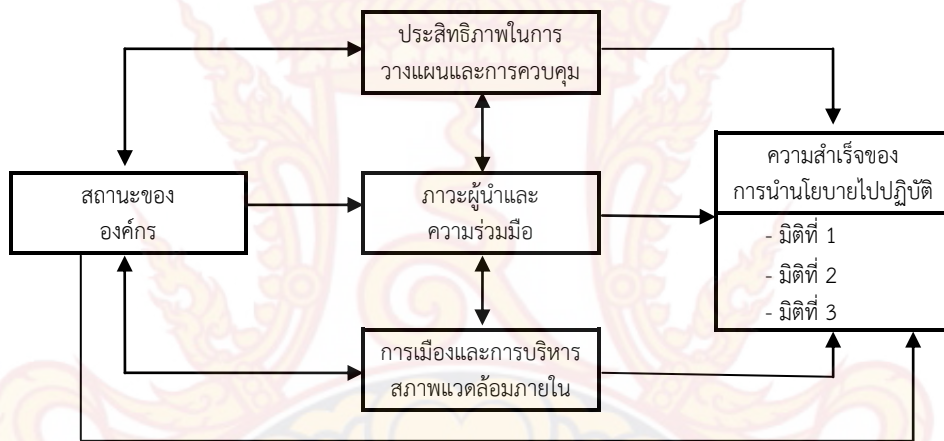 ประสิทธิภาพในการ
วางแผนและการควบคุม
สถานะของ
องค์กร
ภาวะผู้นำและ
ความร่วมมือ
ความสำเร็จของ
การนำนโยบายไปปฏิบัติ
- มิติที่ 1
- มิติที่ 2
- มิติที่ 3
การเมืองและการบริหาร
สภาพแวดล้อมภายใน